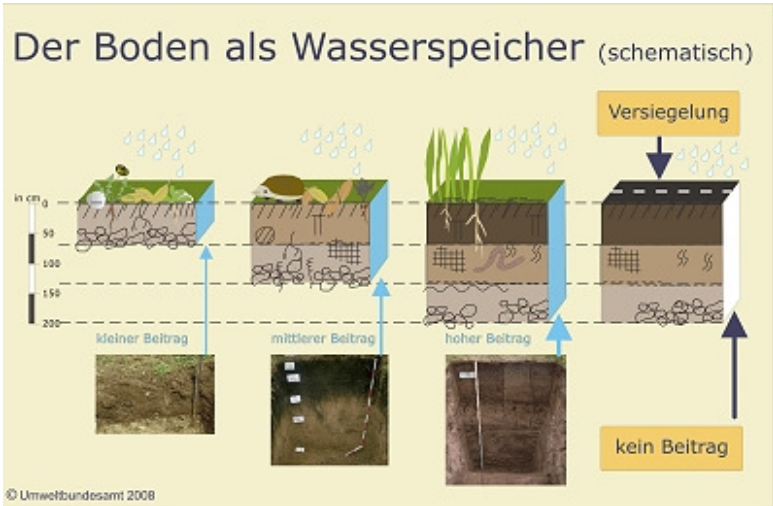 Der Boden als Wasserspeicher (schematisch)
Versiegelung
in cm
0
50
100
150
200
kleiner Beitrag
mittlerer Beitrag
hoher Beitrag
kein Beitrag
© Umweltbundesamt 2008